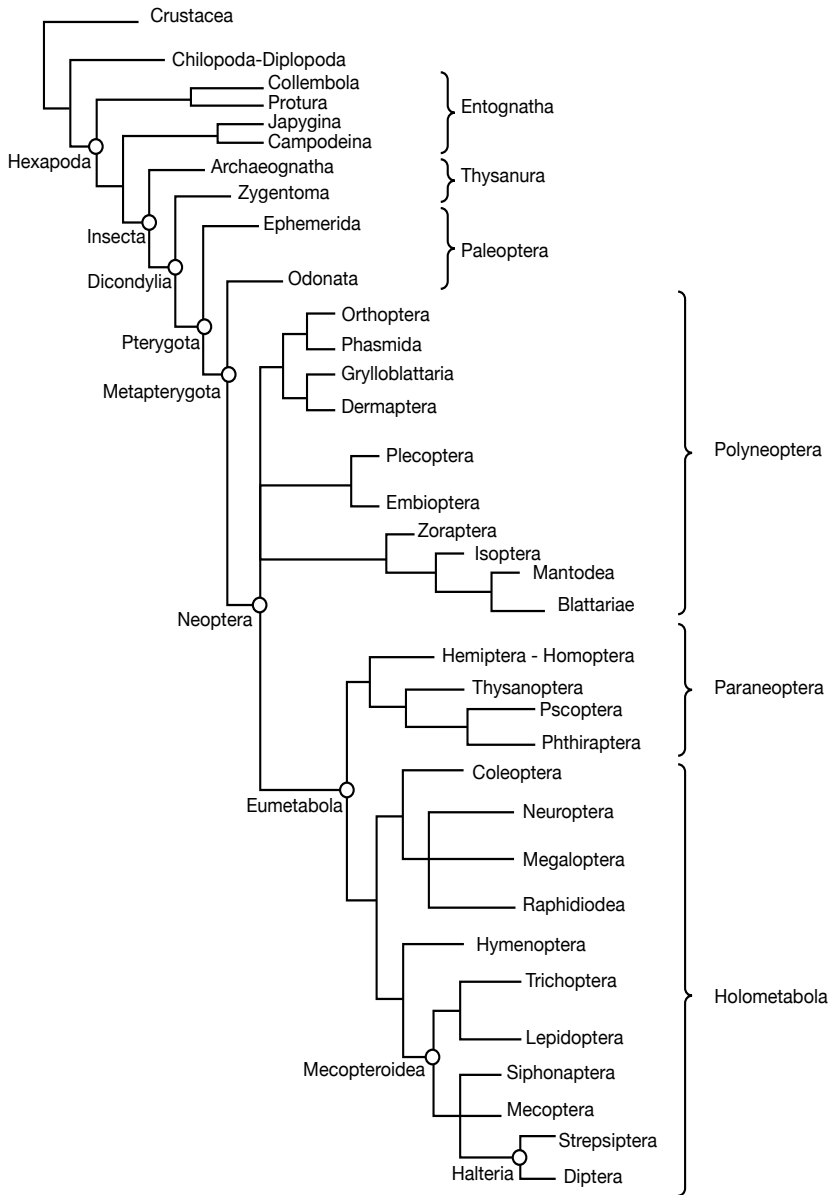 Crustacea
Chilopoda-Diplopoda
Collembola
Protura
Entognatha
Japygina
Campodeina
Hexapoda
Archaeognatha
Thysanura
Zygentoma
Ephemerida
Insecta
Paleoptera
Dicondylia
Odonata
Orthoptera
Pterygota
Phasmida
Grylloblattaria
Metapterygota
Dermaptera
Polyneoptera
Plecoptera
Embioptera
Zoraptera
Isoptera
Mantodea
Blattariae
Neoptera
Hemiptera - Homoptera
Thysanoptera
Paraneoptera
Pscoptera
Phthiraptera
Coleoptera
Eumetabola
Neuroptera
Megaloptera
Raphidiodea
Hymenoptera
Trichoptera
Holometabola
Lepidoptera
Mecopteroidea
Siphonaptera
Mecoptera
Strepsiptera
Halteria
Diptera